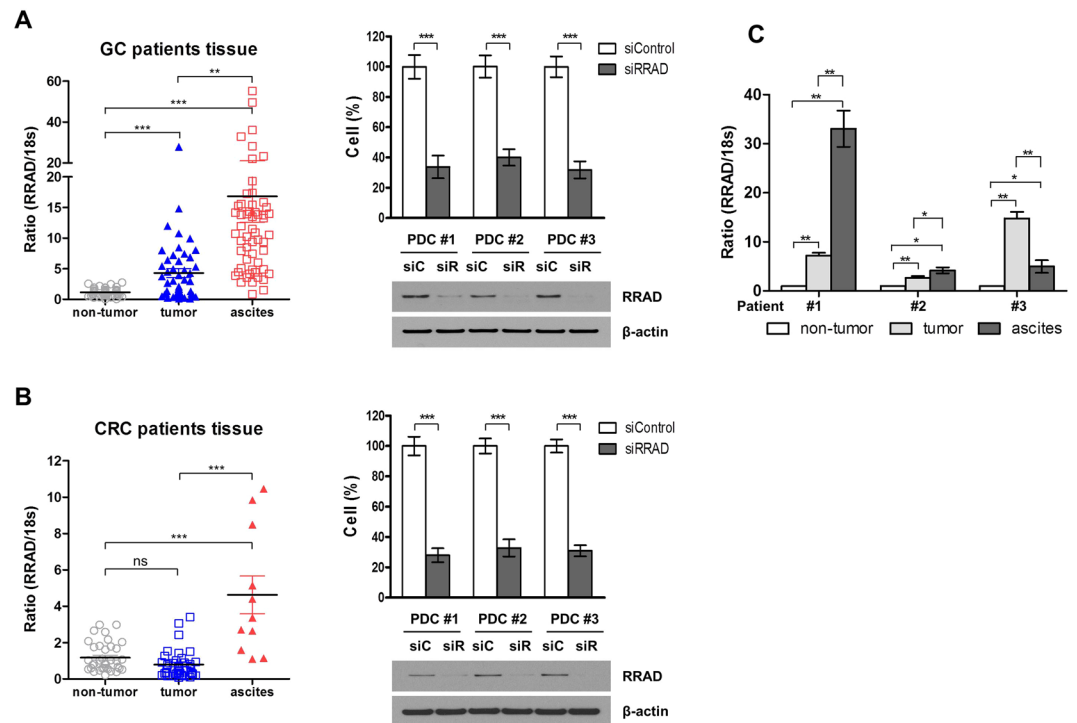 A
GC patients tissue
Ratio (RRAD/18s)
60
40
20
20
15
10
5
0
**
***
***
non-tumor tumor ascites
Cell (%)
120
100
80
60
40
20
0
*** *** ***
siControl
siRRAD
PDC #1 PDC #2 PDC #3
siC siR siC siR siC siR
RRAD
β-actin
C
Ratio (RRAD/18s)
40
30
20
10
0
**
**
**
*
*
**
**
*
**
Patient #1 #2 #3
non-tumor tumor ascites
B
CRC patients tissue
Ratio (RRAD/18s)
12
10
8
6
4
2
0
***
***
ns
non-tumor tumor ascites
Cell (%)
120
100
80
60
40
20
0
*** *** ***
siControl
siRRAD
PDC #1 PDC #2 PDC #3
siC siR siC siR siC siR
RRAD
β-actin